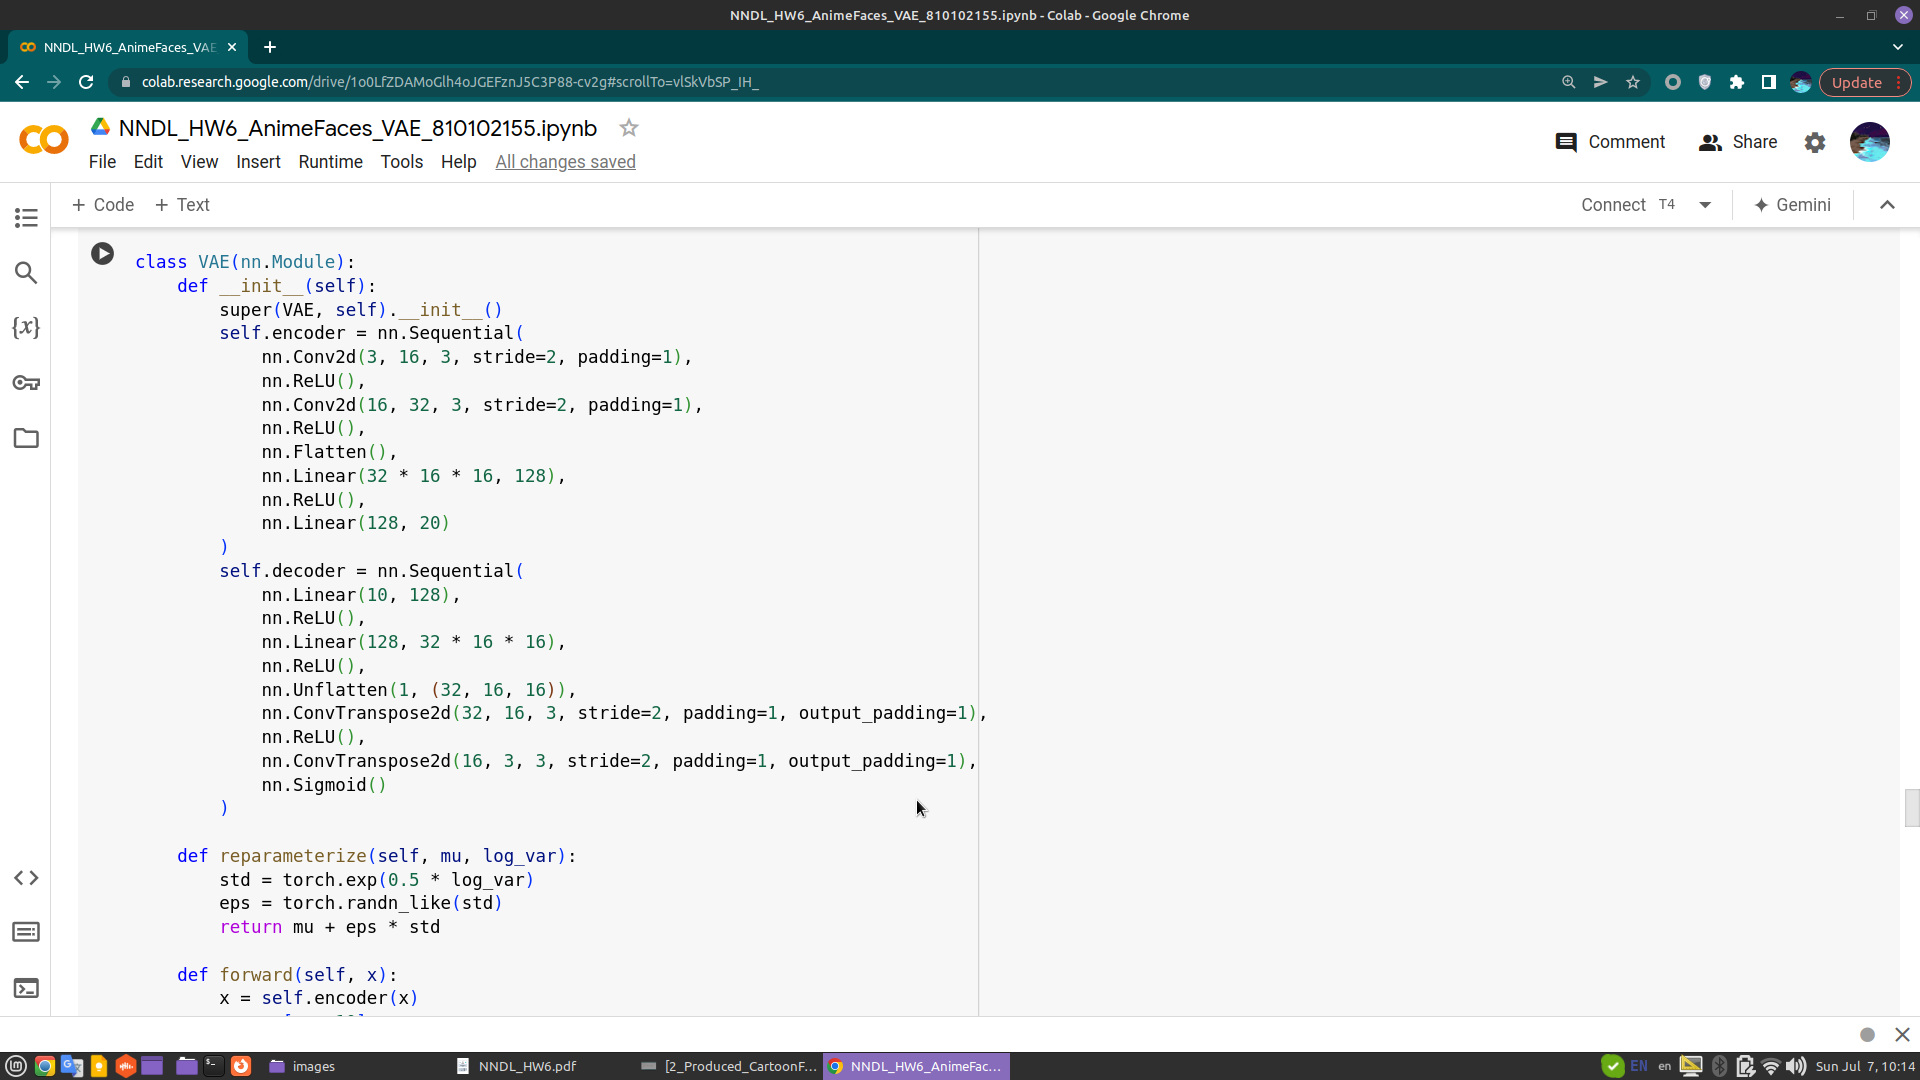 NNDL_HW6_AnimeFaces_VAE_810102155.ipynb - Colab - Google Chrome
NNDL_HW6_AnimeFaces_VAE
colab.research.google.com/drive/1o0LfZDAMoGlh4oJGEFznJ5C3P88-cv2g#scrollTo=vlSkVbSP_IH_
Update
NNDL_HW6_AnimeFaces_VAE_810102155.ipynb
File Edit View Insert Runtime Tools Help All changes saved
Comment Share
+ Code + Text
Connect T4 Gemini
class VAE(nn.Module):
    def __init__(self):
        super(VAE, self).__init__()
        self.encoder = nn.Sequential(
            nn.Conv2d(3, 16, 3, stride=2, padding=1),
            nn.ReLU(),
            nn.Conv2d(16, 32, 3, stride=2, padding=1),
            nn.ReLU(),
            nn.Flatten(),
            nn.Linear(32 * 16 * 16, 128),
            nn.ReLU(),
            nn.Linear(128, 20)
        )
        self.decoder = nn.Sequential(
            nn.Linear(10, 128),
            nn.ReLU(),
            nn.Linear(128, 32 * 16 * 16),
            nn.ReLU(),
            nn.Unflatten(1, (32, 16, 16)),
            nn.ConvTranspose2d(32, 16, 3, stride=2, padding=1, output_padding=1),
            nn.ReLU(),
            nn.ConvTranspose2d(16, 3, 3, stride=2, padding=1, output_padding=1),
            nn.Sigmoid()
        )
    def reparameterize(self, mu, log_var):
        std = torch.exp(0.5 * log_var)
        eps = torch.randn_like(std)
        return mu + eps * std
    def forward(self, x):
        x = self.encoder(x)
images
NNDL_HW6.pdf
[2_Produced_CartoonF...
NNDL_HW6_AnimeFac...
EN en Sun Jul 7, 10:14